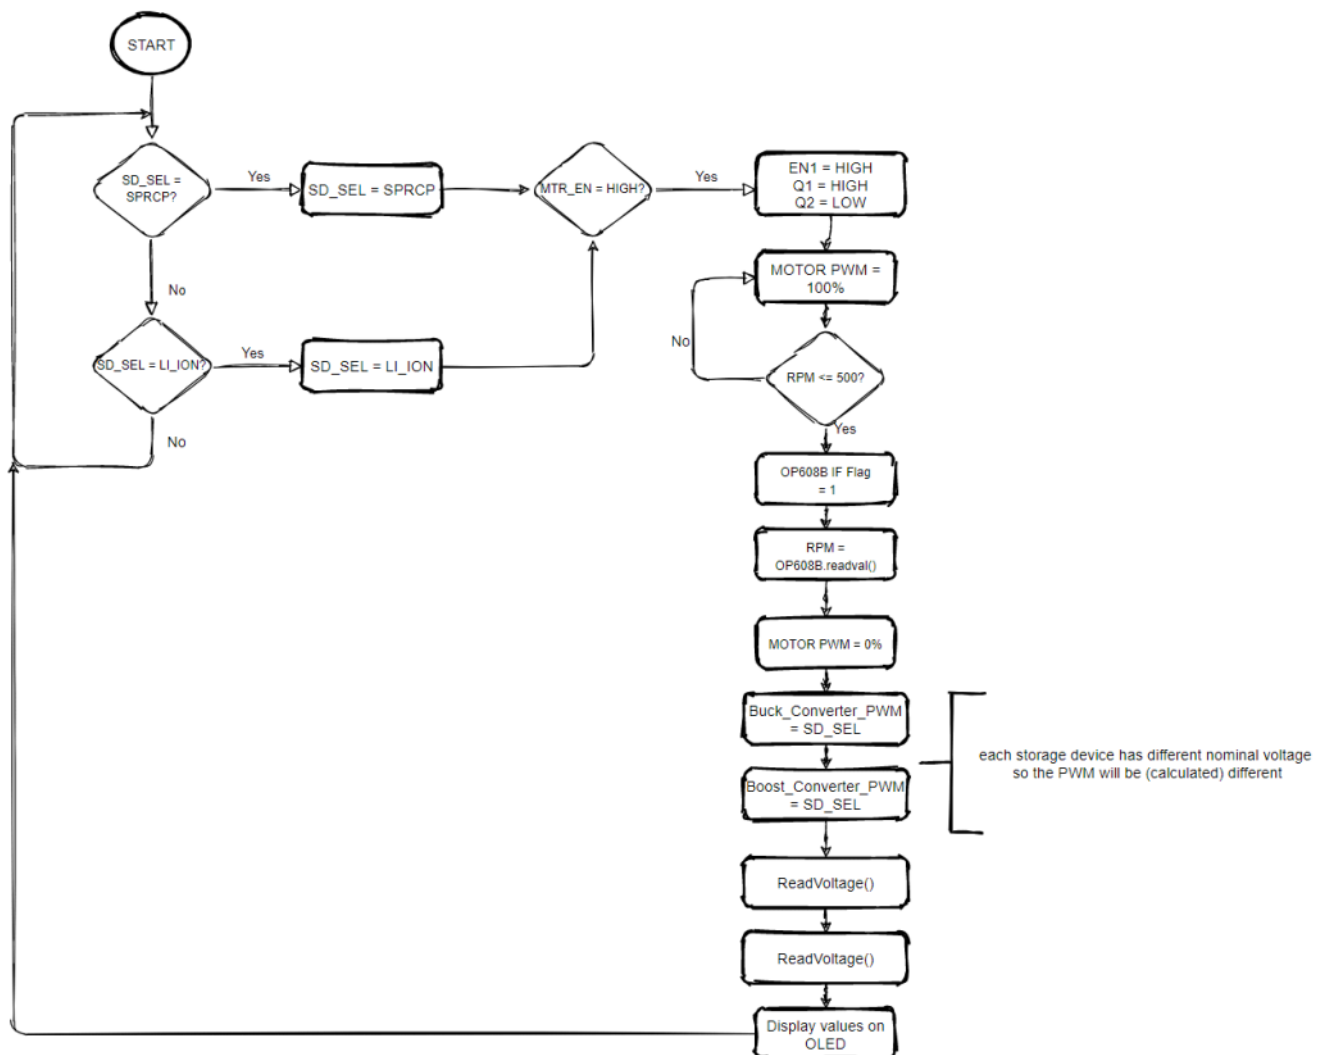 START
SD_SEL =
SPRCP?
Yes
SD_SEL = SPRCP
MTR_EN = HIGH?
Yes
EN1 = HIGH
Q1 = HIGH
Q2 = LOW
MOTOR PWM =
100%
No
SD_SEL = LI_ION?
Yes
SD_SEL = LI_ION
No
RPM <= 500?
No
Yes
OP608B IF Flag
= 1
RPM =
OP608B.readval()
MOTOR PWM = 0%
Buck_Converter_PWM
= SD_SEL
Boost_Converter_PWM
= SD_SEL
each storage device has different nominal voltage
so the PWM will be (calculated) different
ReadVoltage()
ReadVoltage()
Display values on
OLED